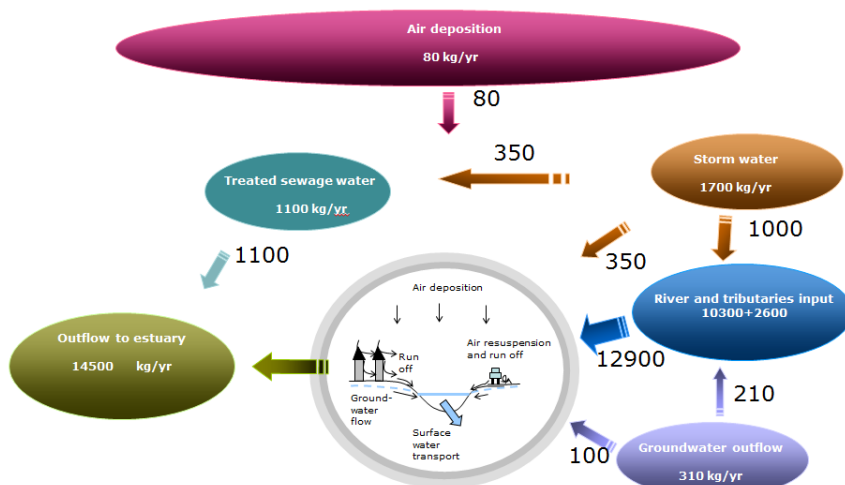 Air deposition
80 kg/yr
80
350
Storm water
1700 kg/yr
Treated sewage water
1100 kg/yr
1100
350
1000
River and tributaries input
10300+2600
12900
Outflow to estuary
14500 kg/yr
Air deposition
Run
off
Air resuspension
and run off
Ground-
water
flow
Surface
water
transport
210
100
Groundwater outflow
310 kg/yr